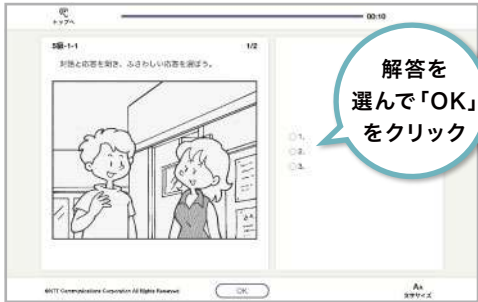 トップへ
00:10
5級-1-1 1/2
対話と応答を聞き、ふさわしい応答を選ぼう。
1.
2.
3.
解答を
選んで「OK」
をクリック
©NTT Communications Corporation All Rights Reserved
OK
Aa
文字サイズ